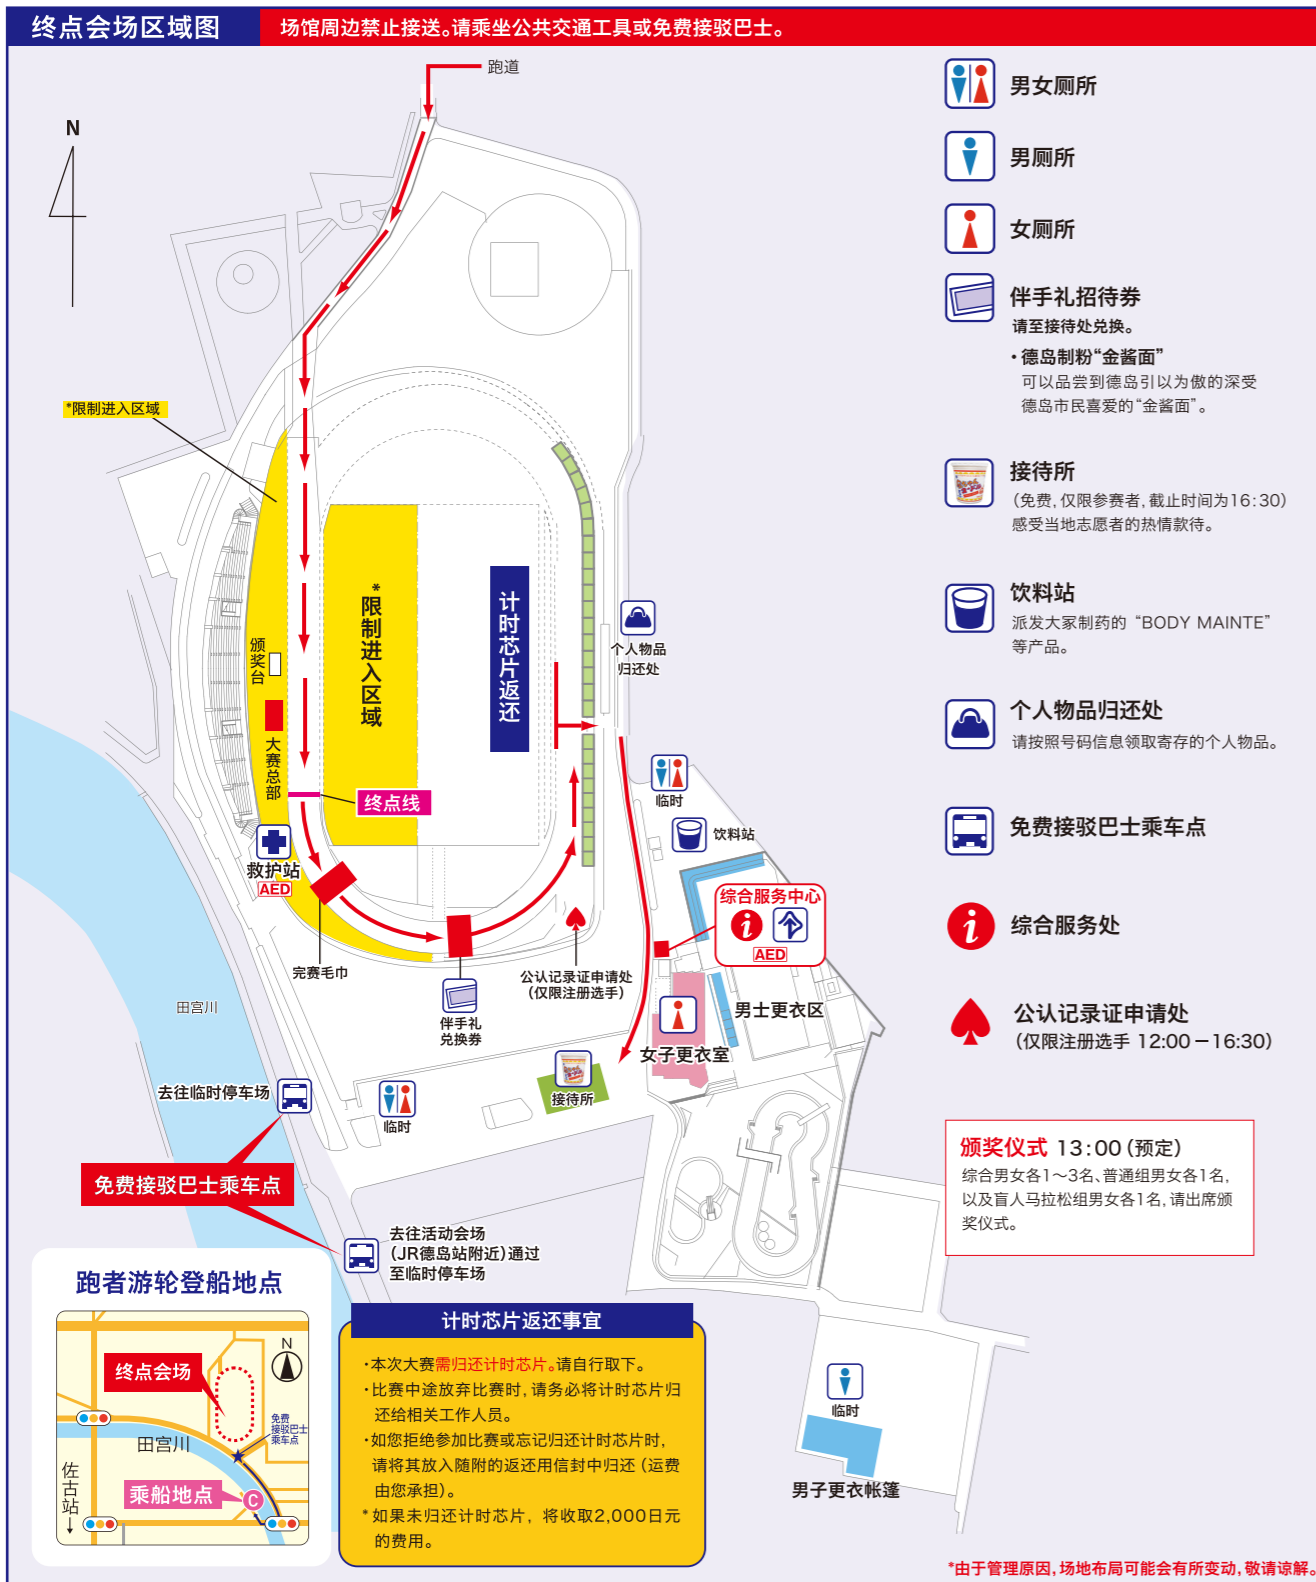 终点会场区域图
场馆周边禁止接送。请乘坐公共交通工具或免费接驳巴士。
跑道
N
*限制进入区域
*限制进入区域
计时芯片返还
颁奖台
大赛总部
终点线
救护站
AED
完赛毛巾
伴手礼
兑换券
公认记录证申请处
(仅限注册选手)
个人物品
归还处
临时
饮料站
综合服务中心
i
AED
男士更衣区
女子更衣室
接待所
田宫川
去往临时停车场
临时
免费接驳巴士乘车点
去往活动会场
(JR德岛站附近)通过
至临时停车场
临时
男子更衣帐篷
男女厕所
男厕所
女厕所
伴手礼招待券
请至接待处兑换。
・德岛制粉“金酱面”
可以品尝到德岛引以为傲的深受
德岛市民喜爱的“金酱面”。
接待所
(免费,仅限参赛者,截止时间为16:30)
感受当地志愿者的热情款待。
饮料站
派发大冢制药的 “BODY MAINTE”
等产品。
个人物品归还处
请按照号码信息领取寄存的个人物品。
免费接驳巴士乘车点
i
综合服务处
公认记录证申请处
(仅限注册选手 12:00－16:30)
颁奖仪式 13:00 (预定)
综合男女各1～3名、普通组男女各1名,
以及盲人马拉松组男女各1名,请出席颁
奖仪式。
跑者游轮登船地点
终点会场
N
免费
接驳巴士
乘车点
田宫川
佐古站
↓
乘船地点
C
计时芯片返还事宜
・本次大赛需归还计时芯片。请自行取下。
・比赛中途放弃比赛时,请务必将计时芯片归
还给相关工作人员。
・如您拒绝参加比赛或忘记归还计时芯片时,
请将其放入随附的返还用信封中归还 (运费
由您承担)。
*如果未归还计时芯片，将收取2,000日元
的费用。
*由于管理原因,场地布局可能会有所变动,敬请谅解。